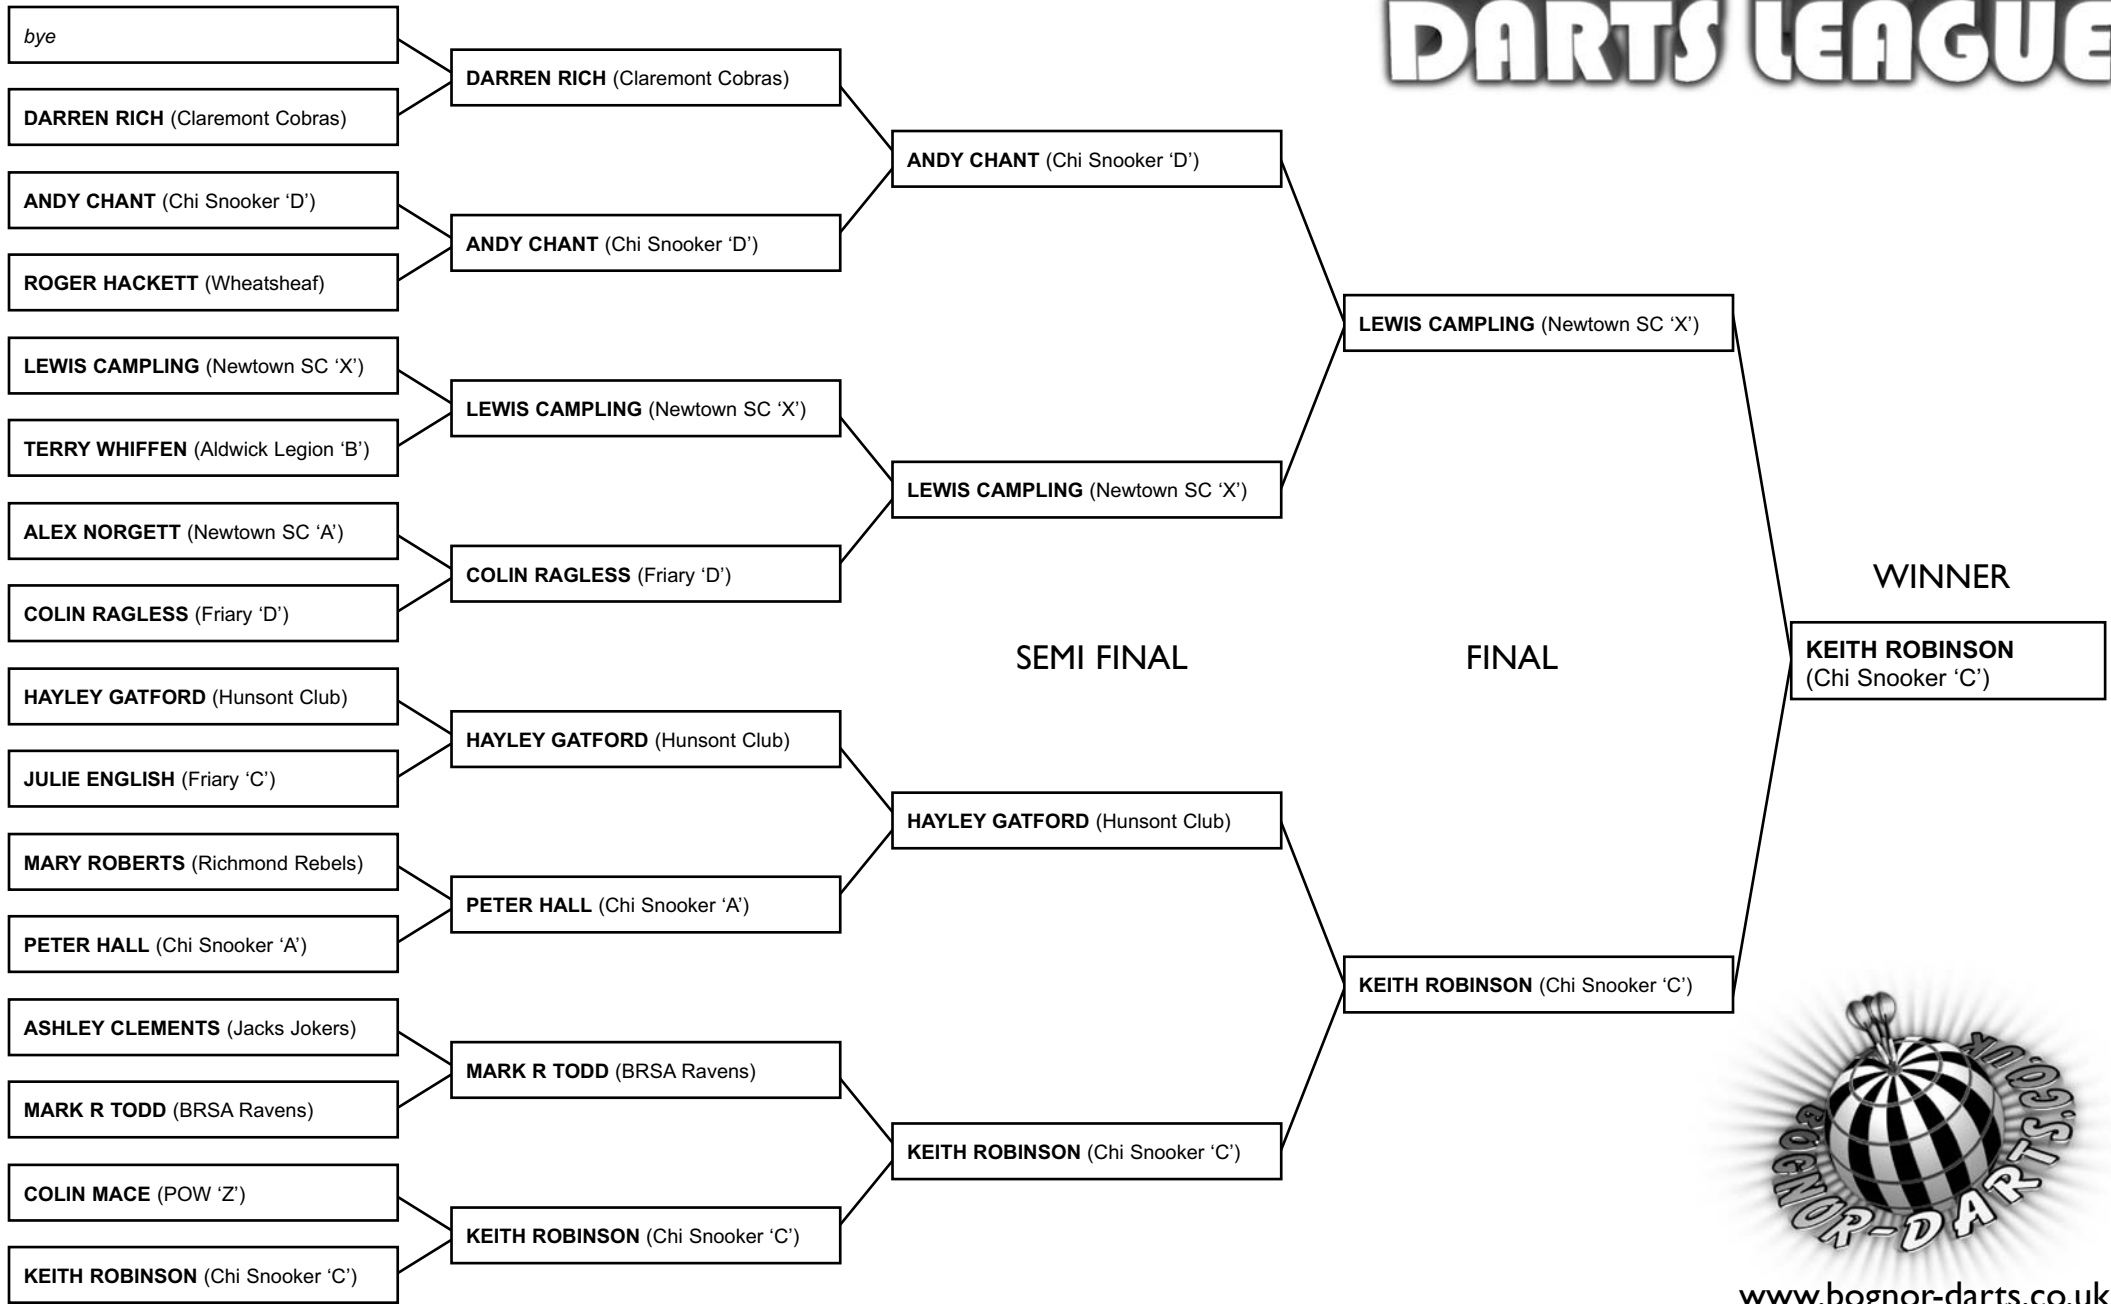 DARTS LEAGUE
bye
DARREN RICH (Claremont Cobras)
ANDY CHANT (Chi Snooker ‘D’)
ROGER HACKETT (Wheatsheaf)
LEWIS CAMPLING (Newtown SC ‘X’)
TERRY WHIFFEN (Aldwick Legion ‘B’)
ALEX NORGETT (Newtown SC ‘A’)
COLIN RAGLESS (Friary ‘D’)
HAYLEY GATFORD (Hunsont Club)
JULIE ENGLISH (Friary ‘C’)
MARY ROBERTS (Richmond Rebels)
PETER HALL (Chi Snooker ‘A’)
ASHLEY CLEMENTS (Jacks Jokers)
MARK R TODD (BRSA Ravens)
COLIN MACE (POW ‘Z’)
KEITH ROBINSON (Chi Snooker ‘C’)
DARREN RICH (Claremont Cobras)
ANDY CHANT (Chi Snooker ‘D’)
LEWIS CAMPLING (Newtown SC ‘X’)
COLIN RAGLESS (Friary ‘D’)
HAYLEY GATFORD (Hunsont Club)
PETER HALL (Chi Snooker ‘A’)
MARK R TODD (BRSA Ravens)
KEITH ROBINSON (Chi Snooker ‘C’)
ANDY CHANT (Chi Snooker ‘D’)
LEWIS CAMPLING (Newtown SC ‘X’)
SEMI FINAL
HAYLEY GATFORD (Hunsont Club)
KEITH ROBINSON (Chi Snooker ‘C’)
LEWIS CAMPLING (Newtown SC ‘X’)
FINAL
KEITH ROBINSON (Chi Snooker ‘C’)
WINNER
KEITH ROBINSON
(Chi Snooker ‘C’)
BOGNOR-DARTS.CO.UK
www.bognor-darts.co.uk